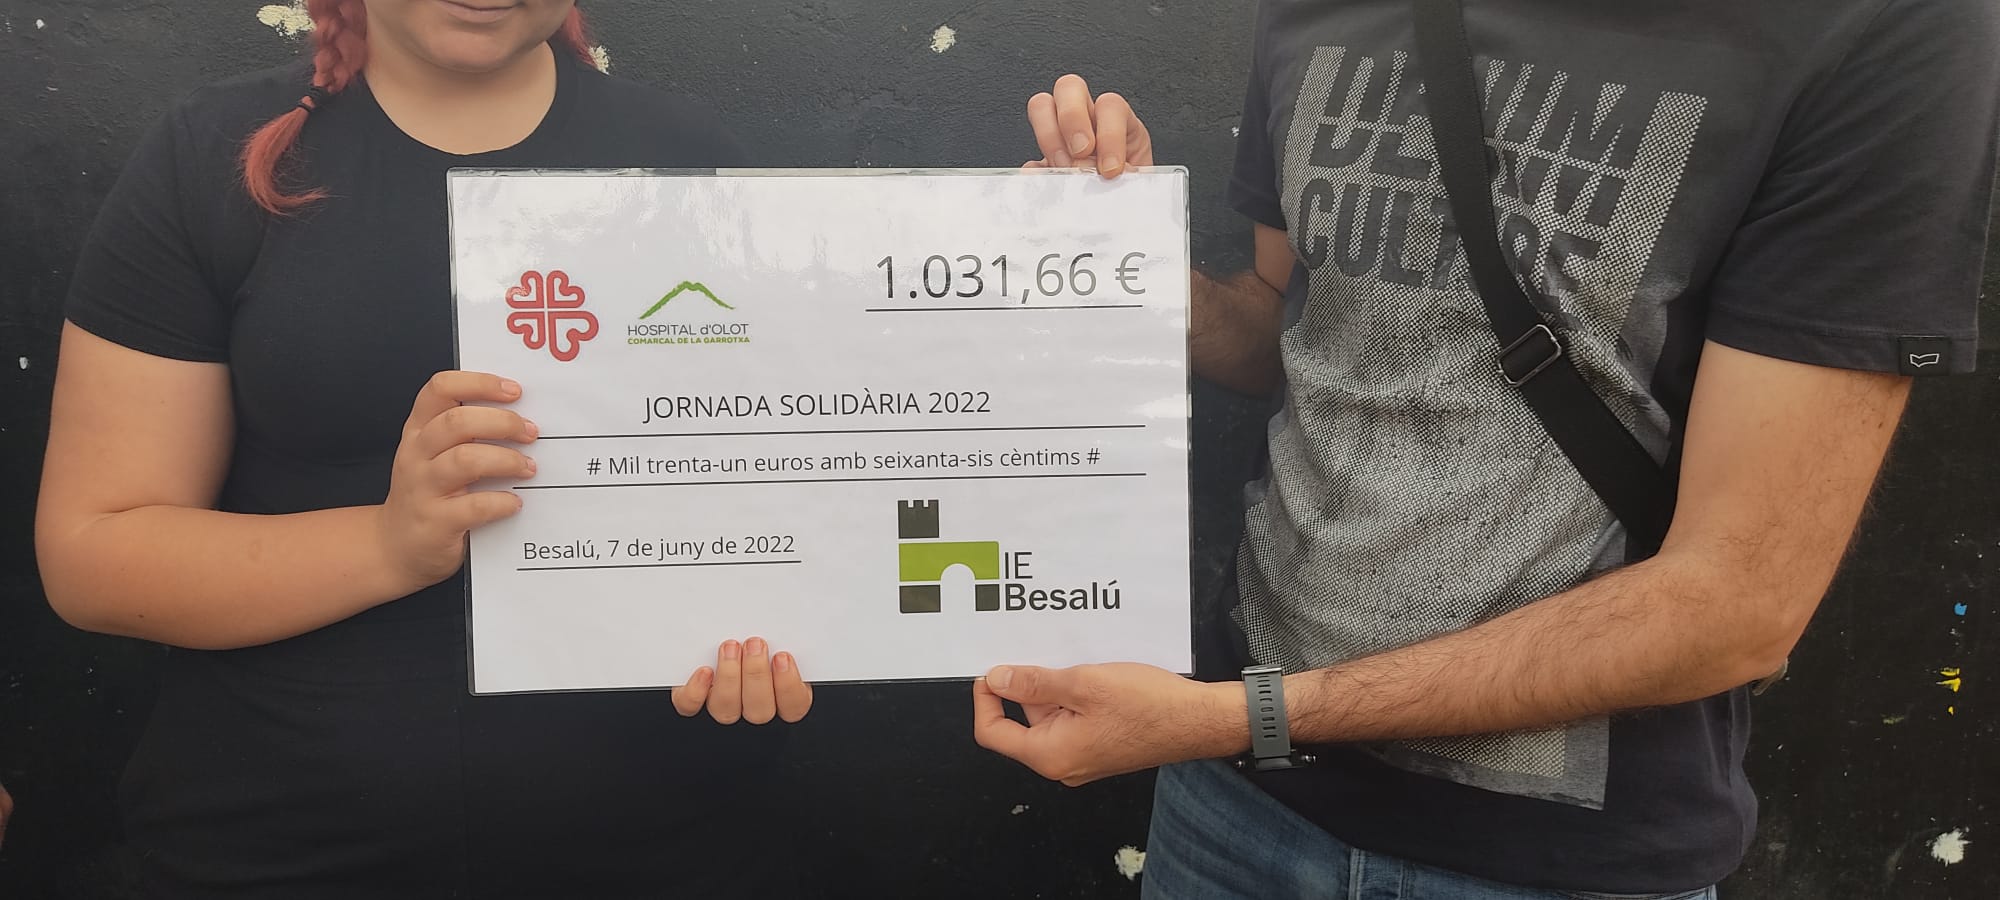 1.031,66 €
HOSPITAL d'OLOT
COMARCAL DE LA GARROTXA
JORNADA SOLIDÀRIA 2022
# Mil trenta-un euros amb seixanta-sis cèntims #
Besalú, 7 de juny de 2022
IE
Besalú
DENIM
CULTURE